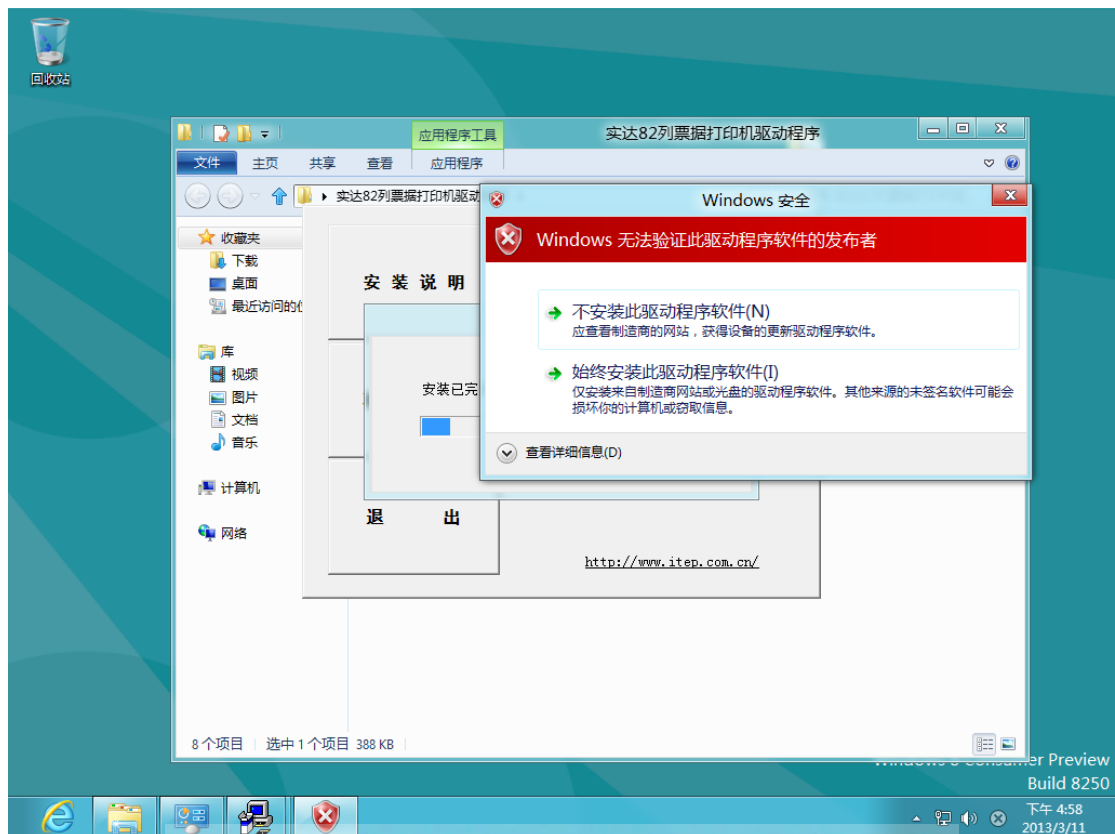 回收站
应用程序工具
实达82列票据打印机驱动程序
文件 主页 共享 查看 应用程序
实达82列票据打印机驱动
Windows 安全
Windows 无法验证此驱动程序软件的发布者
收藏夹
下载
桌面
最近访问的
库
视频
图片
文档
音乐
计算机
网络
安装说明
安装已完
不安装此驱动程序软件(N)
应查看制造商的网站，获得设备的更新驱动程序软件。
始终安装此驱动程序软件(I)
仅安装来自制造商网站或光盘的驱动程序软件。其他来源的未签名软件可能会
损坏你的计算机或窃取信息。
查看详细信息(D)
退 出
http://www.itep.com.cn/
8 个项目 选中 1 个项目 388 KB
er Preview
Build 8250
下午 4:58
2013/3/11